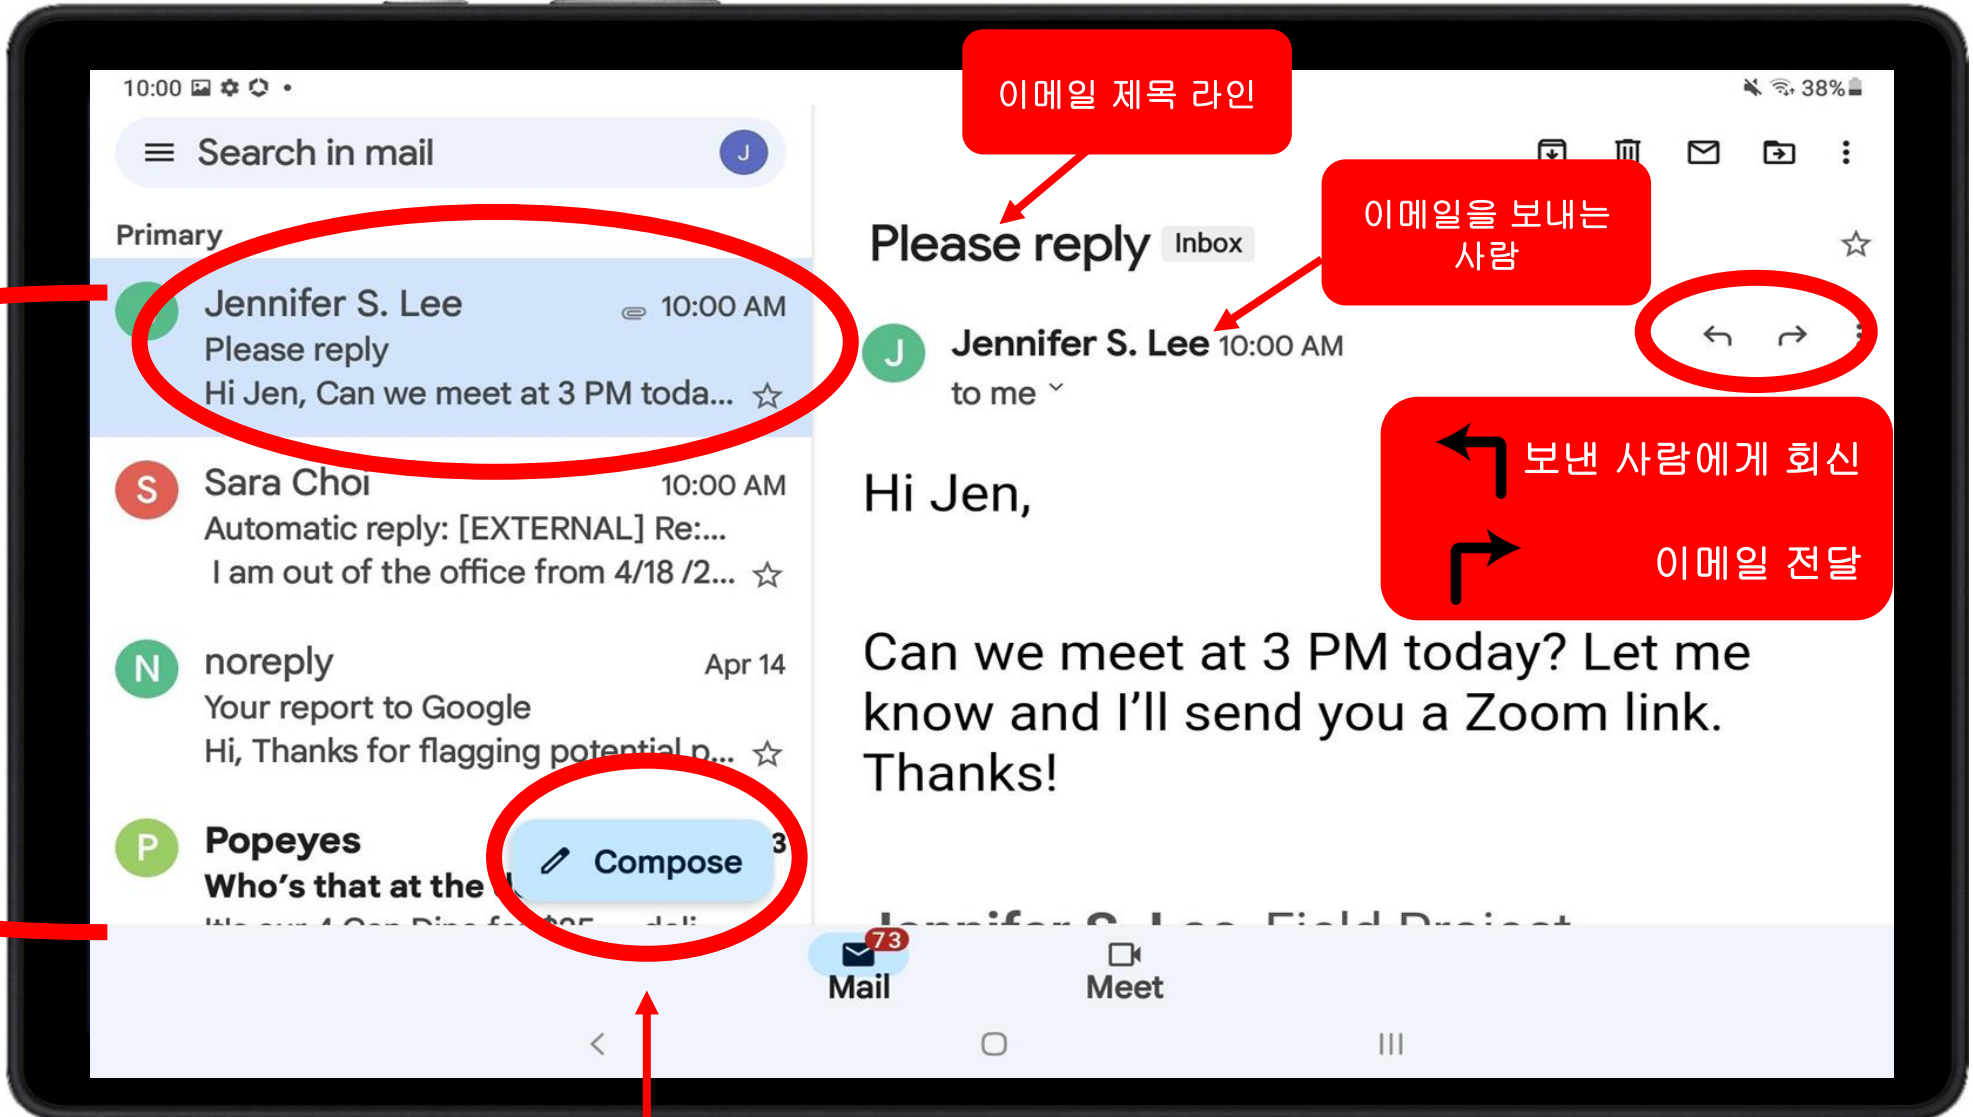 10:00
38%
이메일 제목 라인
Search in mail
J
Primary
Jennifer S. Lee 10:00 AM
Please reply
Hi Jen, Can we meet at 3 PM toda...
S
Sara Choi 10:00 AM
Automatic reply: [EXTERNAL] Re:...
I am out of the office from 4/18 /2...
N
noreply Apr 14
Your report to Google
Hi, Thanks for flagging potential p...
P
Popeyes 3
Who's that at the
Compose
Please reply Inbox
이메일을 보내는
사람
J
Jennifer S. Lee 10:00 AM
to me
보낸 사람에게 회신
이메일 전달
Hi Jen,
Can we meet at 3 PM today? Let me
know and I'll send you a Zoom link.
Thanks!
Jennifer S. Lee Field Project
73
Mail
Meet